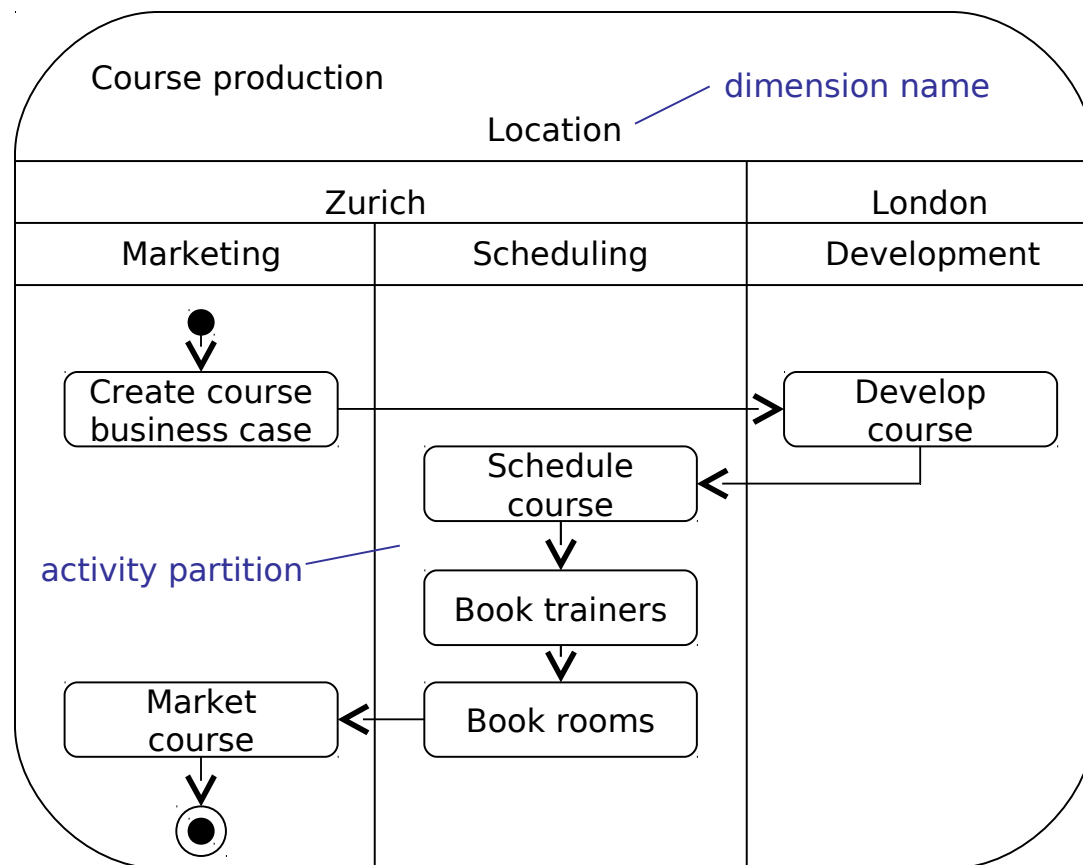 Course production
dimension name
Location
Zurich
London
Marketing
Scheduling
Development
Create course
business case
Develop
course
Schedule
course
activity partition
Book trainers
Market
course
Book rooms